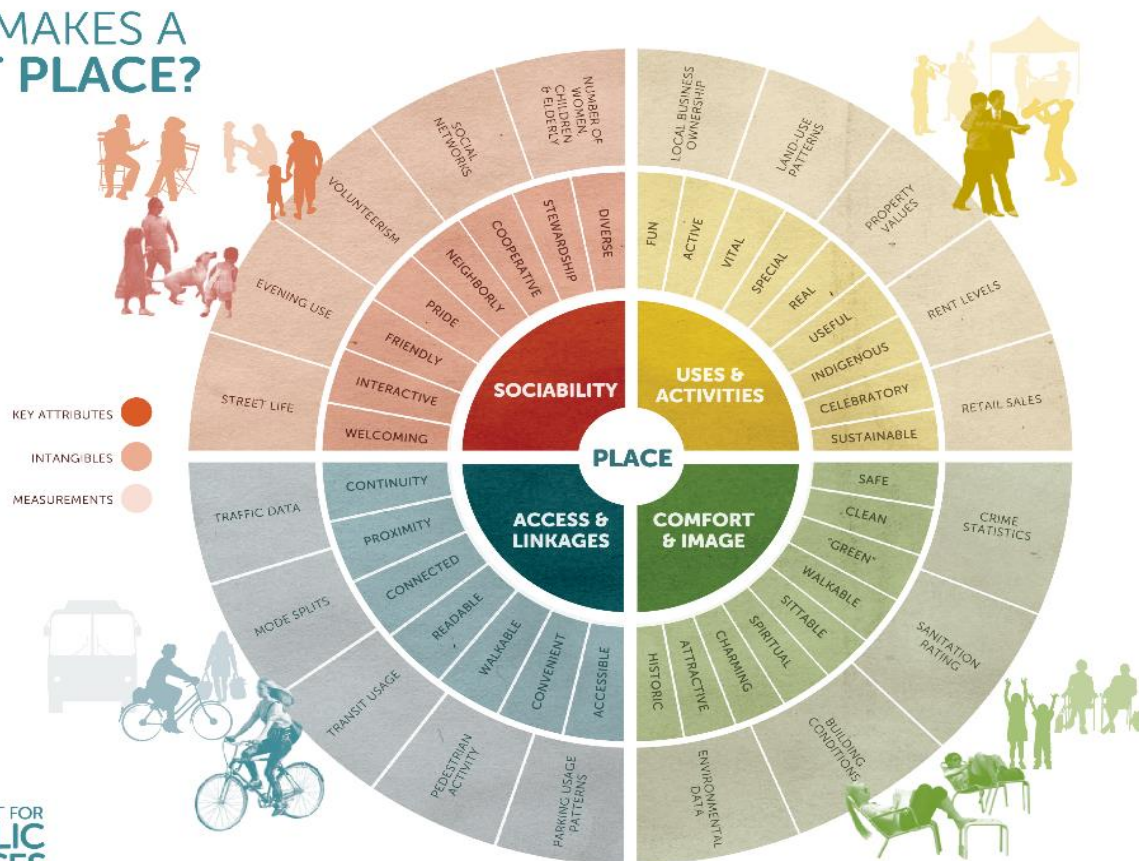 MAKES A
PLACE?
KEY ATTRIBUTES
INTANGIBLES
MEASUREMENTS
PLACE
SOCIABILITY
WELCOMING
INTERACTIVE
FRIENDLY
PRIDE
NEIGHBORLY
COOPERATIVE
STEWARDSHIP
DIVERSE
STREET LIFE
EVENING USE
VOLUNTEERISM
SOCIAL
NETWORKS
NUMBER OF
WOMEN,
CHILDREN
& ELDERLY
USES &
ACTIVITIES
FUN
ACTIVE
VITAL
SPECIAL
REAL
USEFUL
INDIGENOUS
CELEBRATORY
SUSTAINABLE
LOCAL BUSINESS
OWNERSHIP
LAND-USE
PATTERNS
PROPERTY
VALUES
RENT LEVELS
RETAIL SALES
ACCESS &
LINKAGES
CONTINUITY
PROXIMITY
CONNECTED
READABLE
WALKABLE
CONVENIENT
ACCESSIBLE
TRAFFIC DATA
MODE SPLITS
TRANSIT USAGE
PEDESTRIAN
ACTIVITY
PARKING USAGE
PATTERNS
COMFORT
& IMAGE
SAFE
CLEAN
"GREEN"
WALKABLE
SITTABLE
SPIRITUAL
CHARMING
ATTRACTIVE
HISTORIC
CRIME
STATISTICS
SANITATION
RATING
BUILDING
CONDITIONS
ENVIRONMENTAL
DATA
FOR